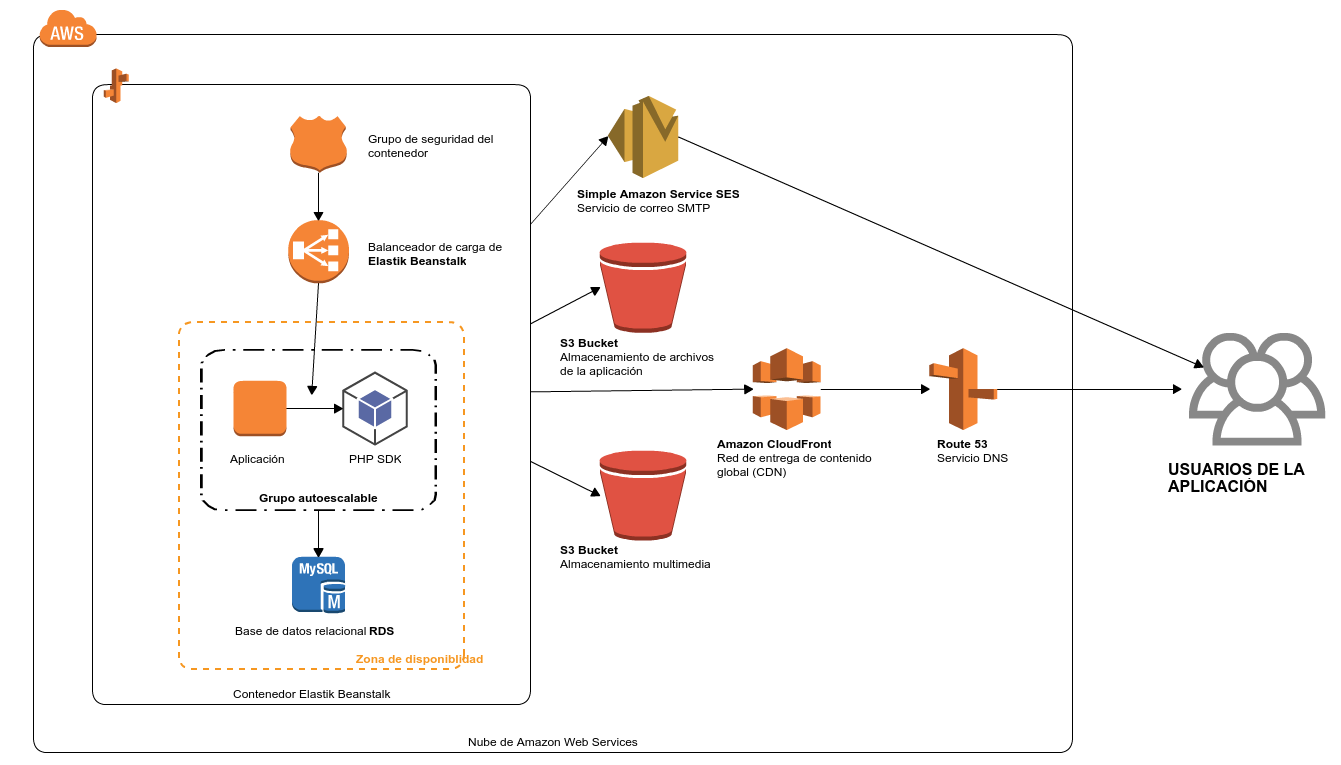 AWS
Grupo de seguridad del
contenedor
Balanceador de carga de
Elastik Beanstalk
Aplicación
PHP SDK
Grupo autoescalable
MySQL
M
Base de datos relacional RDS
Zona de disponiblidad
Contenedor Elastik Beanstalk
Simple Amazon Service SES
Servicio de correo SMTP
S3 Bucket
Almacenamiento de archivos
de la aplicación
Amazon CloudFront
Red de entrega de contenido
global (CDN)
Route 53
Servicio DNS
S3 Bucket
Almacenamiento multimedia
USUARIOS DE LA
APLICACIÓN
Nube de Amazon Web Services